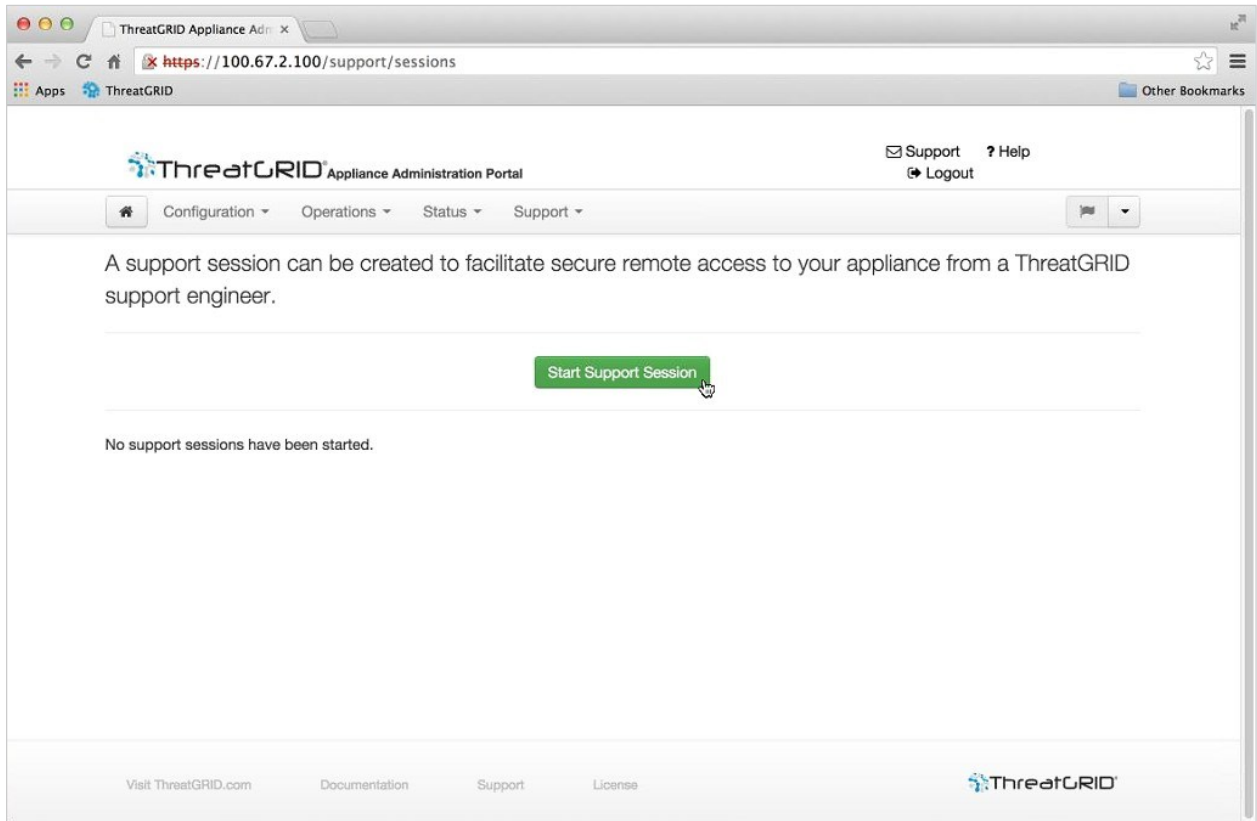 ThreatGRID Appliance Adm
https://100.67.2.100/support/sessions
Apps ThreatGRID Other Bookmarks
ThreatGRID® Appliance Administration Portal
Support ? Help
Logout
Configuration Operations Status Support
A support session can be created to facilitate secure remote access to your appliance from a ThreatGRID
support engineer.
Start Support Session
No support sessions have been started.
Visit ThreatGRID.com Documentation Support License ThreatGRID®